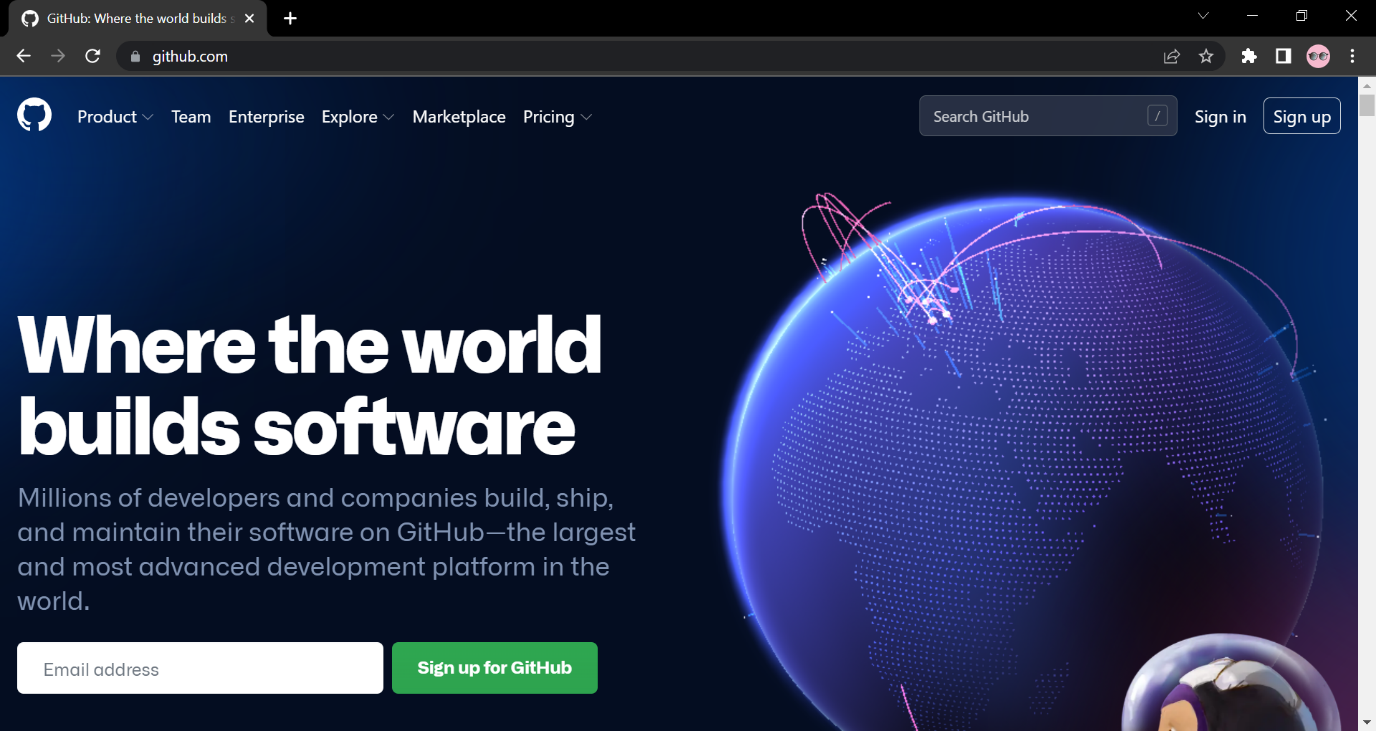 GitHub: Where the world builds s
github.com
Product Team Enterprise Explore Marketplace Pricing
Search GitHub /
Sign in
Sign up
Where the world
builds software
Millions of developers and companies build, ship,
and maintain their software on GitHub—the largest
and most advanced development platform in the
world.
Email address
Sign up for GitHub